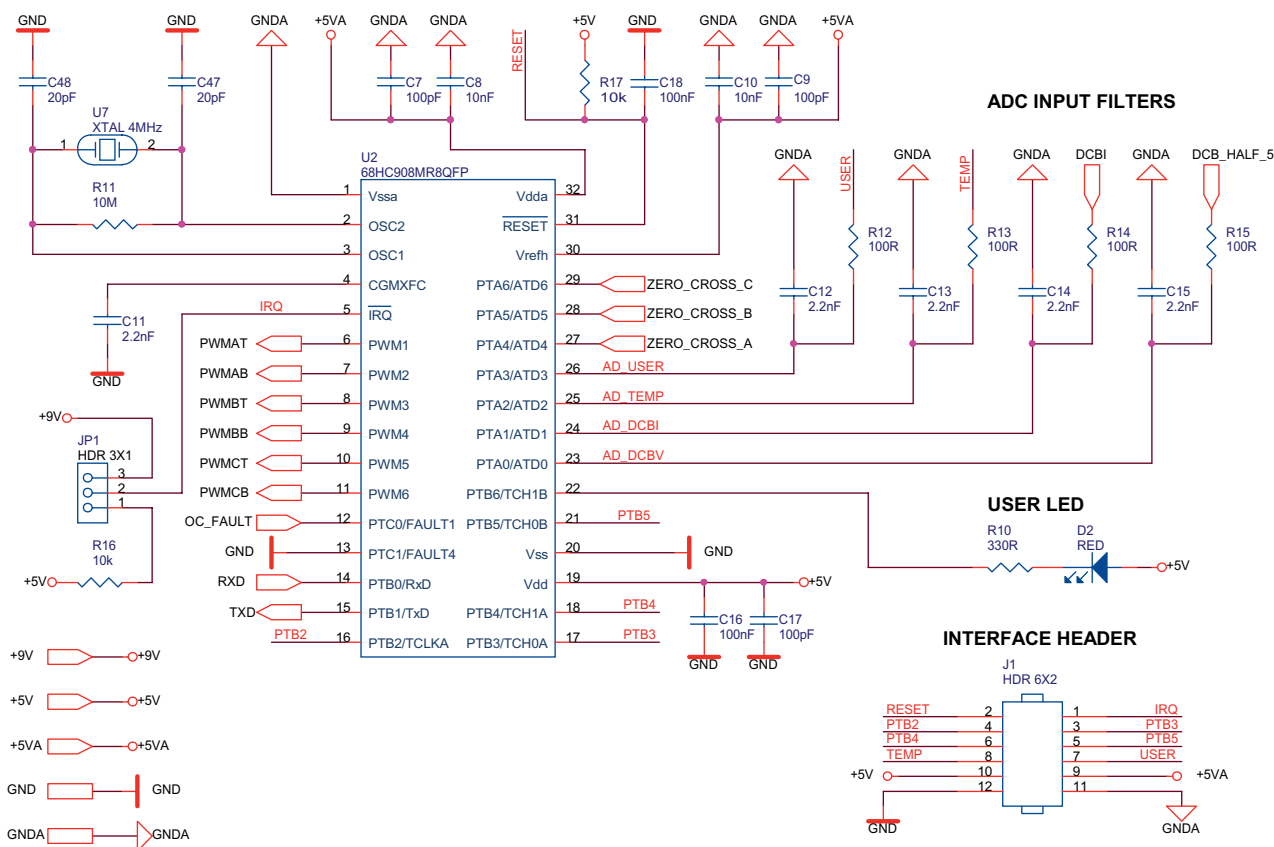 GND GND GNDA +5VA GNDA GNDA RESET +5V GND GNDA GNDA +5VA
C48
20pF
C47
20pF
C7
100pF
C8
10nF
R17
10k
C18
100nF
C10
10nF
C9
100pF
U7
XTAL 4MHz
1 2
R11
10M
ADC INPUT FILTERS
GNDA USER GNDA TEMP GNDA DCBI GNDA DCB_HALF_5
R12
100R
R13
100R
R14
100R
R15
100R
C12
2.2nF
C13
2.2nF
C14
2.2nF
C15
2.2nF
U2
68HC908MR8QFP
1 Vssa Vdda 32
2 OSC2 RESET 31
3 OSC1 Vrefh 30
4 CGMXFC PTA6/ATD6 29 ZERO_CROSS_C
IRQ 5 IRQ PTA5/ATD5 28 ZERO_CROSS_B
PWMAT 6 PWM1 PTA4/ATD4 27 ZERO_CROSS_A
PWMAB 7 PWM2 PTA3/ATD3 26 AD_USER
PWMBT 8 PWM3 PTA2/ATD2 25 AD_TEMP
PWMBB 9 PWM4 PTA1/ATD1 24 AD_DCBI
PWMCT 10 PWM5 PTA0/ATD0 23 AD_DCBV
PWMCB 11 PWM6 PTB6/TCH1B 22
OC_FAULT 12 PTC0/FAULT1 PTB5/TCH0B 21 PTB5
GND 13 PTC1/FAULT4 Vss 20 GND
RXD 14 PTB0/RxD Vdd 19 +5V
TXD 15 PTB1/TxD PTB4/TCH1A 18 PTB4
PTB2 16 PTB2/TCLKA PTB3/TCH0A 17 PTB3
C11
2.2nF
GND
+9V
JP1
HDR 3X1
3
2
1
R16
10k
+5V
C16
100nF
GND
C17
100pF
GND
USER LED
R10
330R
D2
RED
+5V
+9V +9V
+5V +5V
+5VA +5VA
GND GND
GNDA GNDA
INTERFACE HEADER
J1
HDR 6X2
RESET 2 1 IRQ
PTB2 4 3 PTB3
PTB4 6 5 PTB5
TEMP 8 7 USER
+5V 10 9 +5VA
12 11
GND GNDA